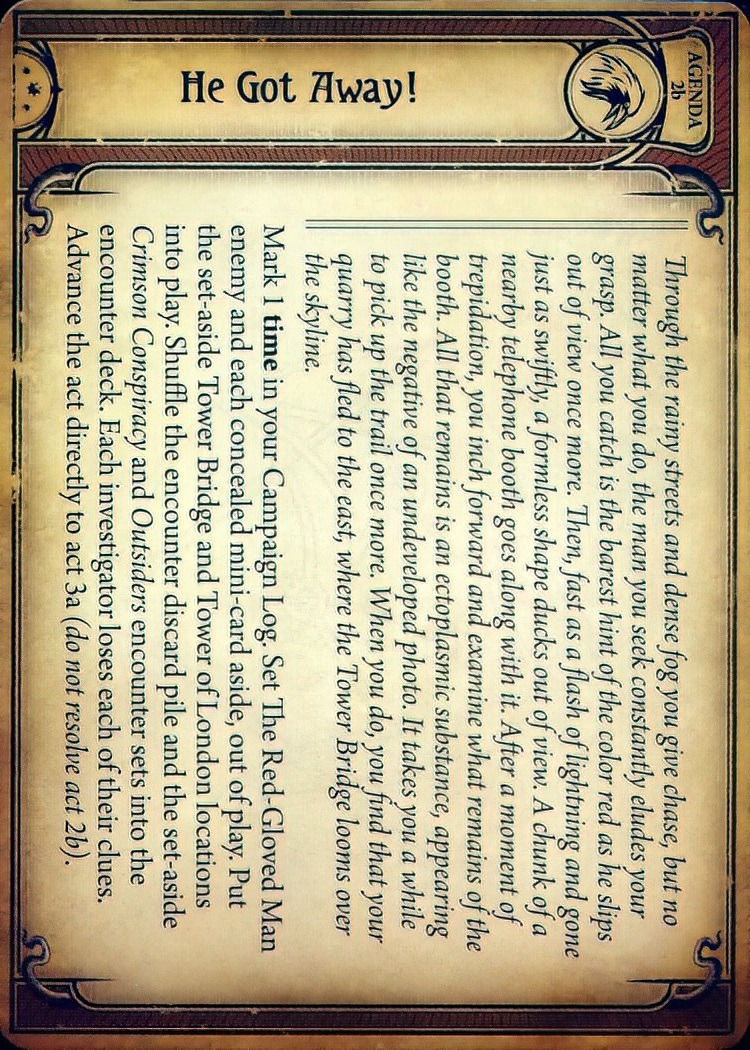 AGENDA
2b
He Got Away!
Through the rainy streets and dense fog you give chase, but no
matter what you do, the man you seek constantly eludes your
grasp. All you catch is the barest hint of the color red as he slips
out of view once more. Then, fast as a flash of lightning and gone
just as swiftly, a formless shape ducks out of view. A chunk of a
nearby telephone booth goes along with it. After a moment of
trepidation, you inch forward and examine what remains of the
booth. All that remains is an ectoplasmic substance, appearing
like the negative of an undeveloped photo. It takes you a while
to pick up the trail once more. When you do, you find that your
quarry has fled to the east, where the Tower Bridge looms over
the skyline.
Mark 1 time in your Campaign Log. Set The Red-Gloved Man
enemy and each concealed mini-card aside, out of play. Put
the set-aside Tower Bridge and Tower of London locations
into play. Shuffle the encounter discard pile and the set-aside
Crimson Conspiracy and Outsiders encounter sets into the
encounter deck. Each investigator loses each of their clues.
Advance the act directly to act 3a (do not resolve act 2b).